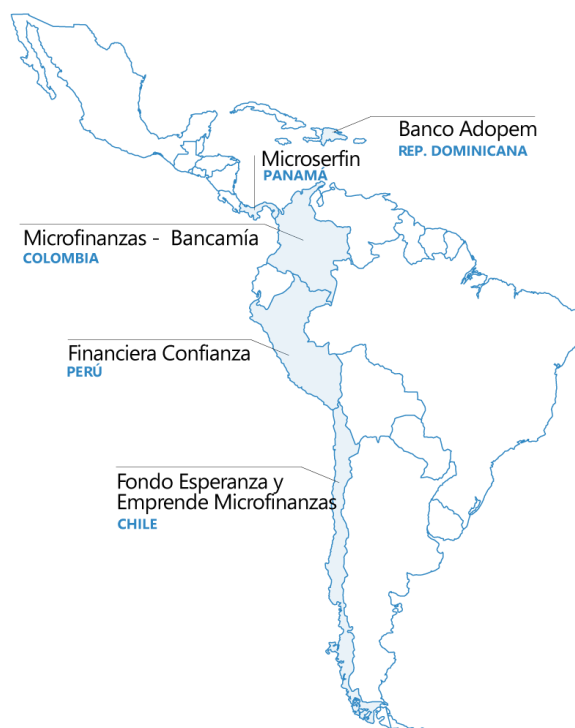 Banco Adopem
REP. DOMINICANA
Microserfin
PANAMÁ
Microfinanzas - Bancamía
COLOMBIA
Financiera Confianza
PERÚ
Fondo Esperanza y
Emprende Microfinanzas
CHILE